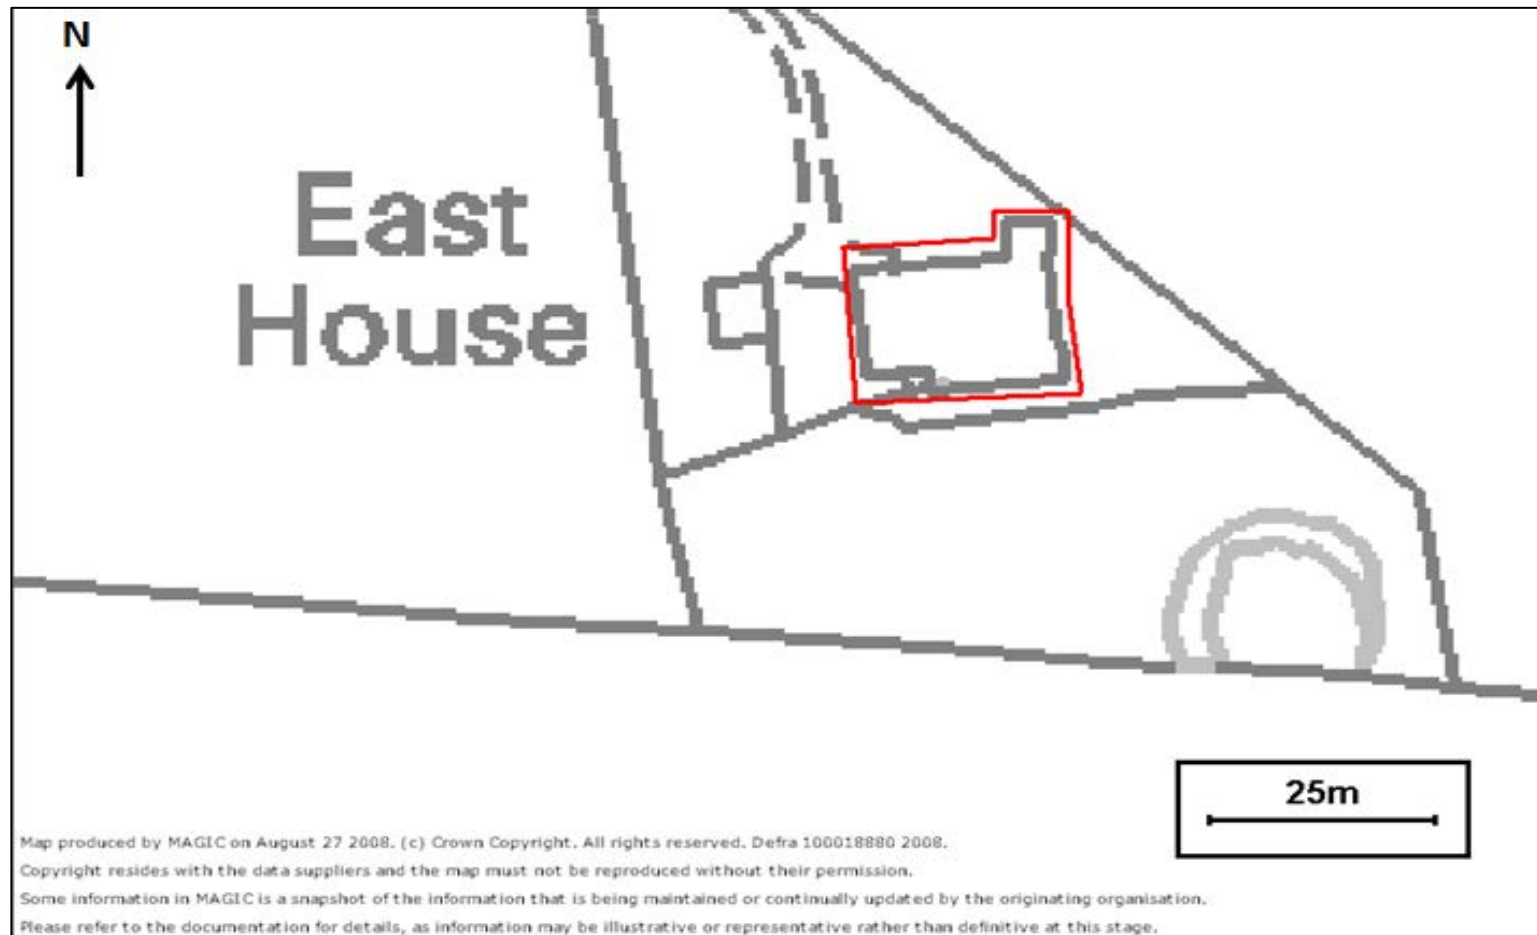 N
East
House
25m
Map produced by MAGIC on August 27 2008. (c) Crown Copyright. All rights reserved. Defra 100018880 2008.
Copyright resides with the data suppliers and the map must not be reproduced without their permission.
Some information in MAGIC is a snapshot of the information that is being maintained or continually updated by the originating organisation.
Please refer to the documentation for details, as information may be illustrative or representative rather than definitive at this stage.